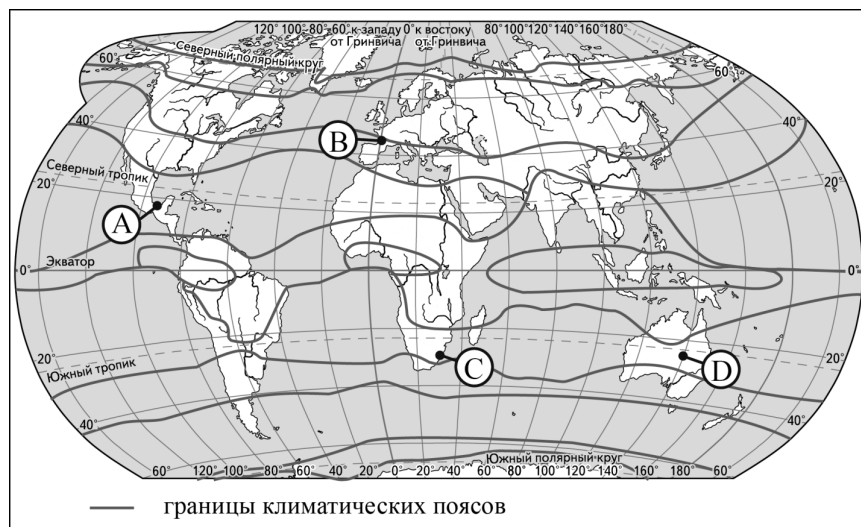 120° 100° 80° 60° к западу 0° к востоку 80° 100° 120° 140° 160° 180°
от Гринвича от Гринвича
Северный полярный круг
60° 60°
40° 40°
Северный тропик
20° 20°
B
A
Экватор
0° 0°
C
D
20° 20°
Южный тропик
40° 40°
Южный полярный круг
60° 120° 100° 80° 60° 40° 20° 0° 20° 40° 60° 80° 100° 120° 140° 160° 180° 60°
границы климатических поясов